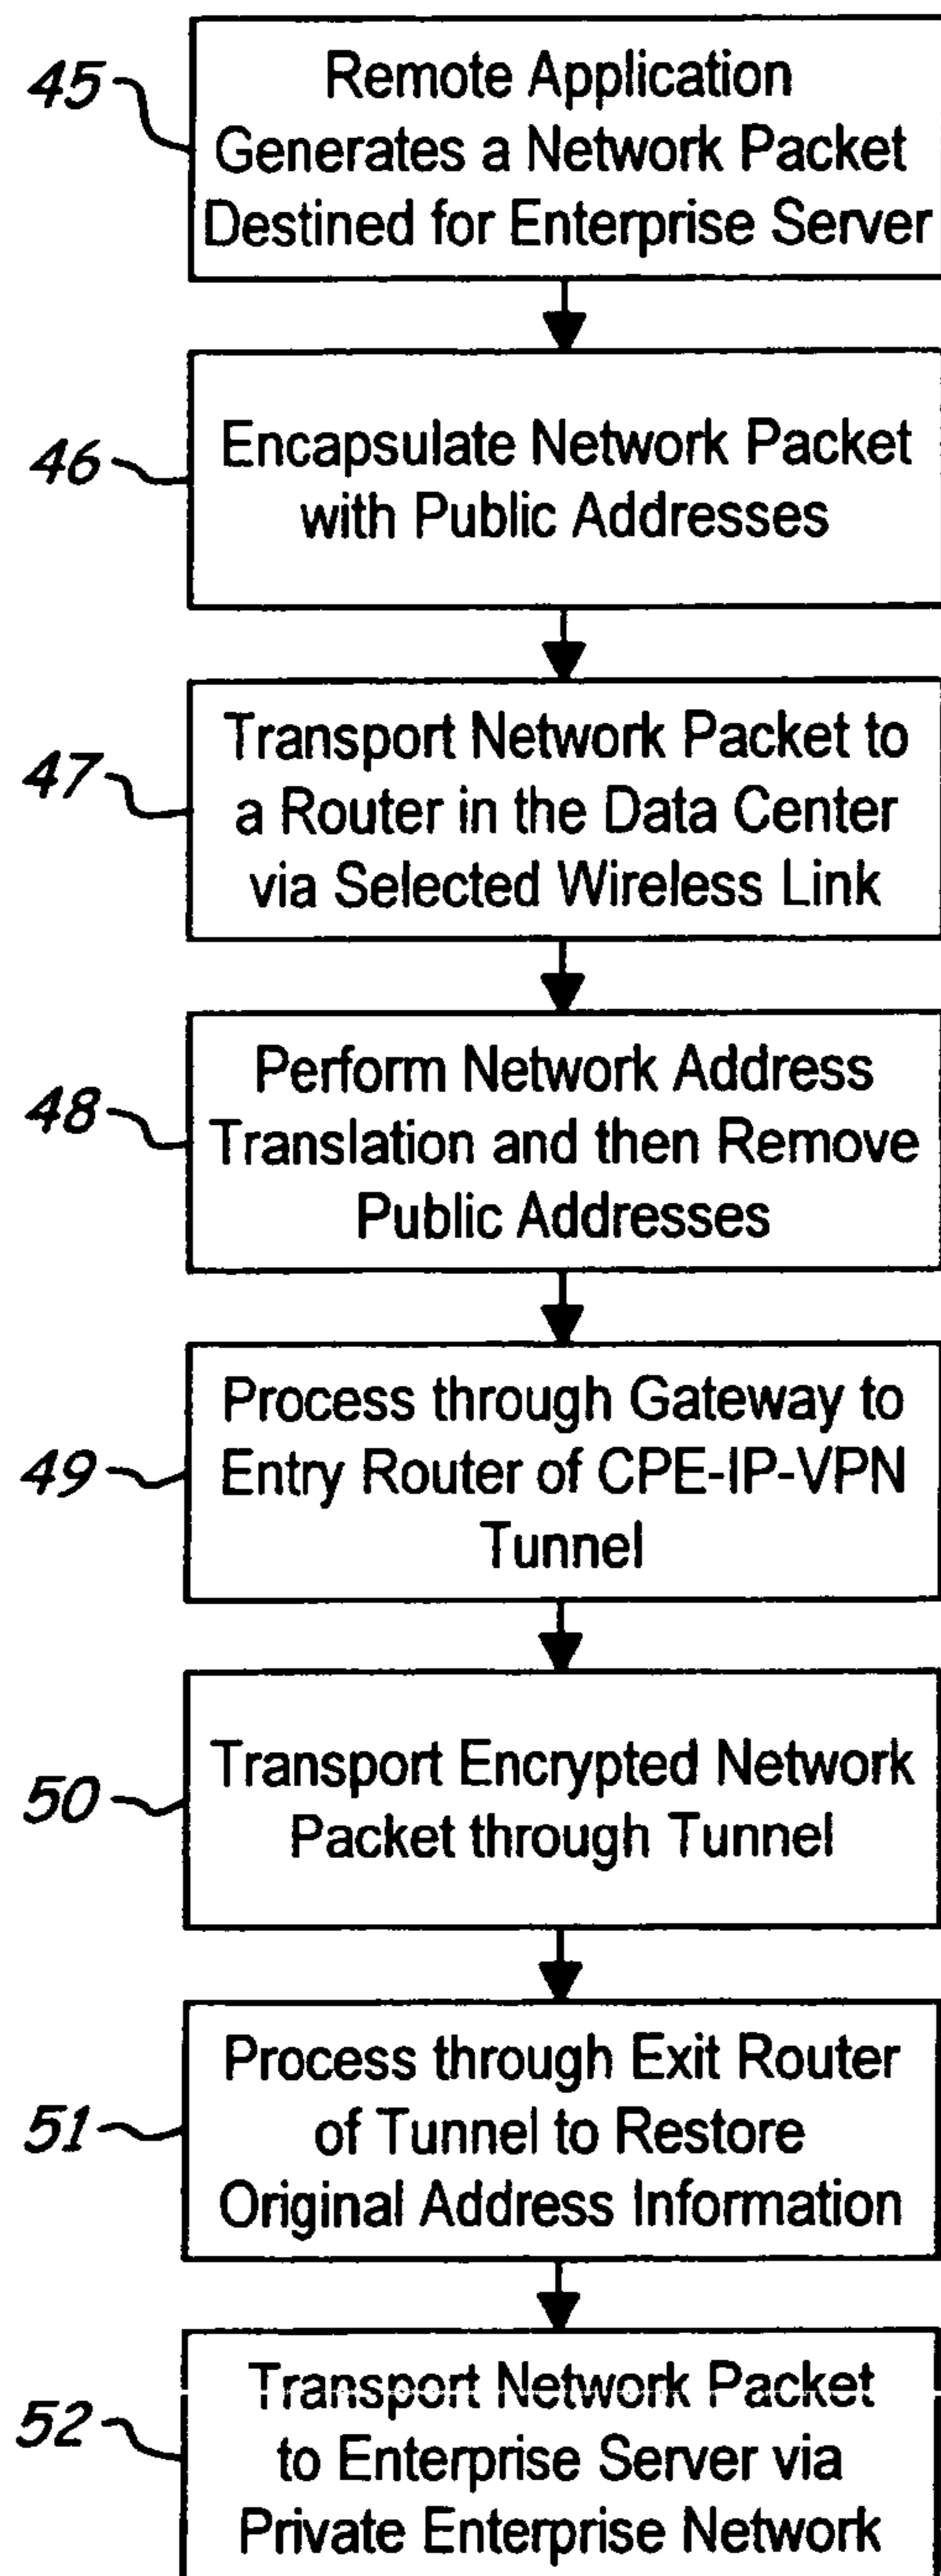 45
Remote Application
Generates a Network Packet
Destined for Enterprise Server
46
Encapsulate Network Packet
with Public Addresses
47
Transport Network Packet to
a Router in the Data Center
via Selected Wireless Link
48
Perform Network Address
Translation and then Remove
Public Addresses
49
Process through Gateway to
Entry Router of CPE-IP-VPN
Tunnel
50
Transport Encrypted Network
Packet through Tunnel
51
Process through Exit Router
of Tunnel to Restore
Original Address Information
52
Transport Network Packet
to Enterprise Server via
Private Enterprise Network